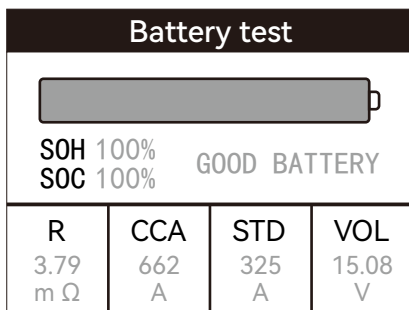 Battery test
SOH 100%
SOC 100%
GOOD BATTERY
R CCA STD VOL
3.79 662 325 15.08
m Ω A A V